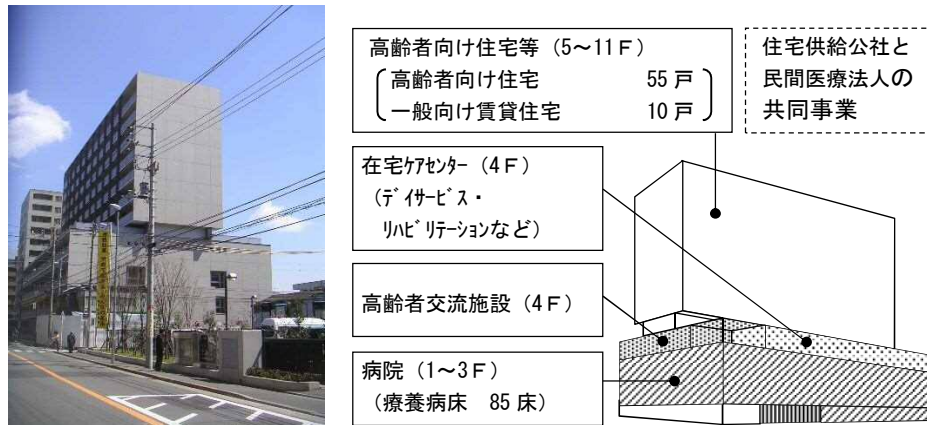 高齢者向け住宅等（5～11Ｆ）
高齢者向け住宅　55 戸
一般向け賃貸住宅　10 戸
住宅供給公社と
民間医療法人の
共同事業
在宅ｹｱｾﾝﾀｰ（4Ｆ）
（ﾃﾞｲｻｰﾋﾞｽ・
ﾘﾊﾋﾞﾘﾃｰｼｮﾝなど）
高齢者交流施設（4Ｆ）
病院（1～3Ｆ）
（療養病床　85 床）